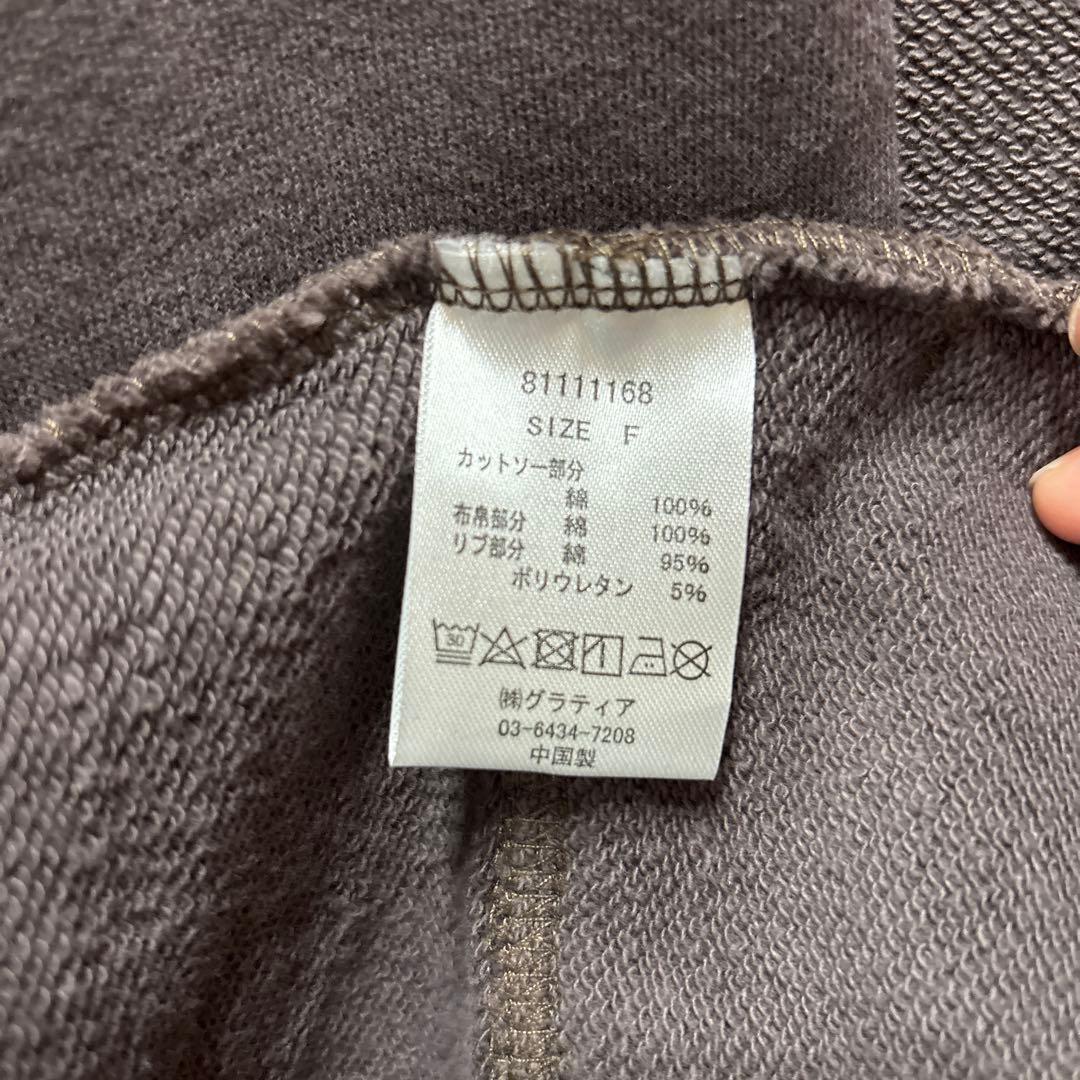 81111168
SIZE F
カットソー部分
綿 100%
布帛部分 綿 100%
リブ部分 綿 95%
ポリウレタン 5%
30
㈱グラティア
03-6434-7208
中国製